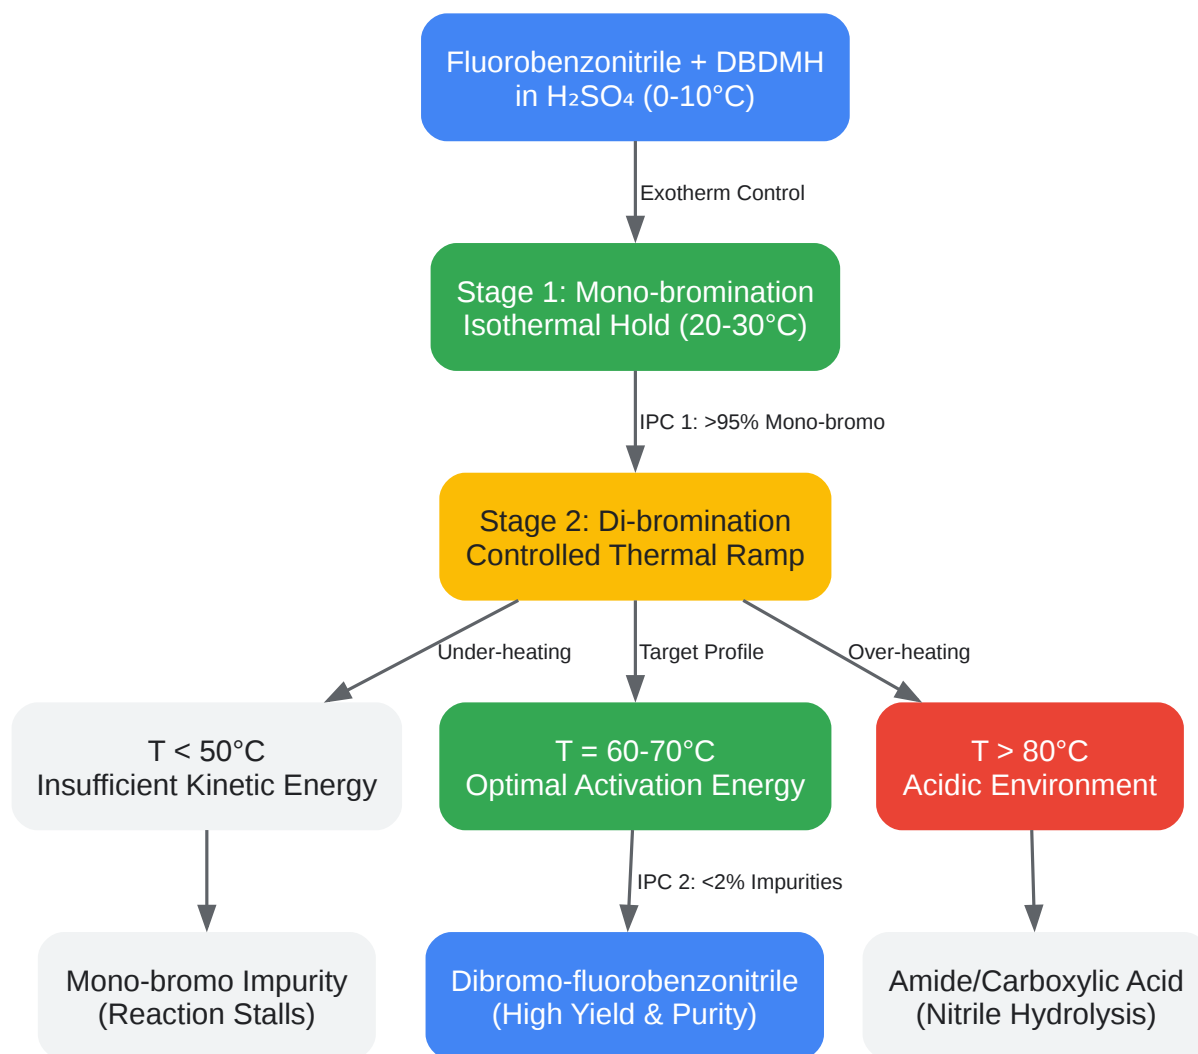 Fluorobenzonitrile + DBDMH
in H₂SO₄ (0-10°C)
Exotherm Control
Stage 1: Mono-bromination
Isothermal Hold (20-30°C)
IPC 1: >95% Mono-bromo
Stage 2: Di-bromination
Controlled Thermal Ramp
Under-heating
Target Profile
Over-heating
T < 50°C
Insufficient Kinetic Energy
T = 60-70°C
Optimal Activation Energy
T > 80°C
Acidic Environment
IPC 2: <2% Impurities
Mono-bromo Impurity
(Reaction Stalls)
Dibromo-fluorobenzonitrile
(High Yield & Purity)
Amide/Carboxylic Acid
(Nitrile Hydrolysis)